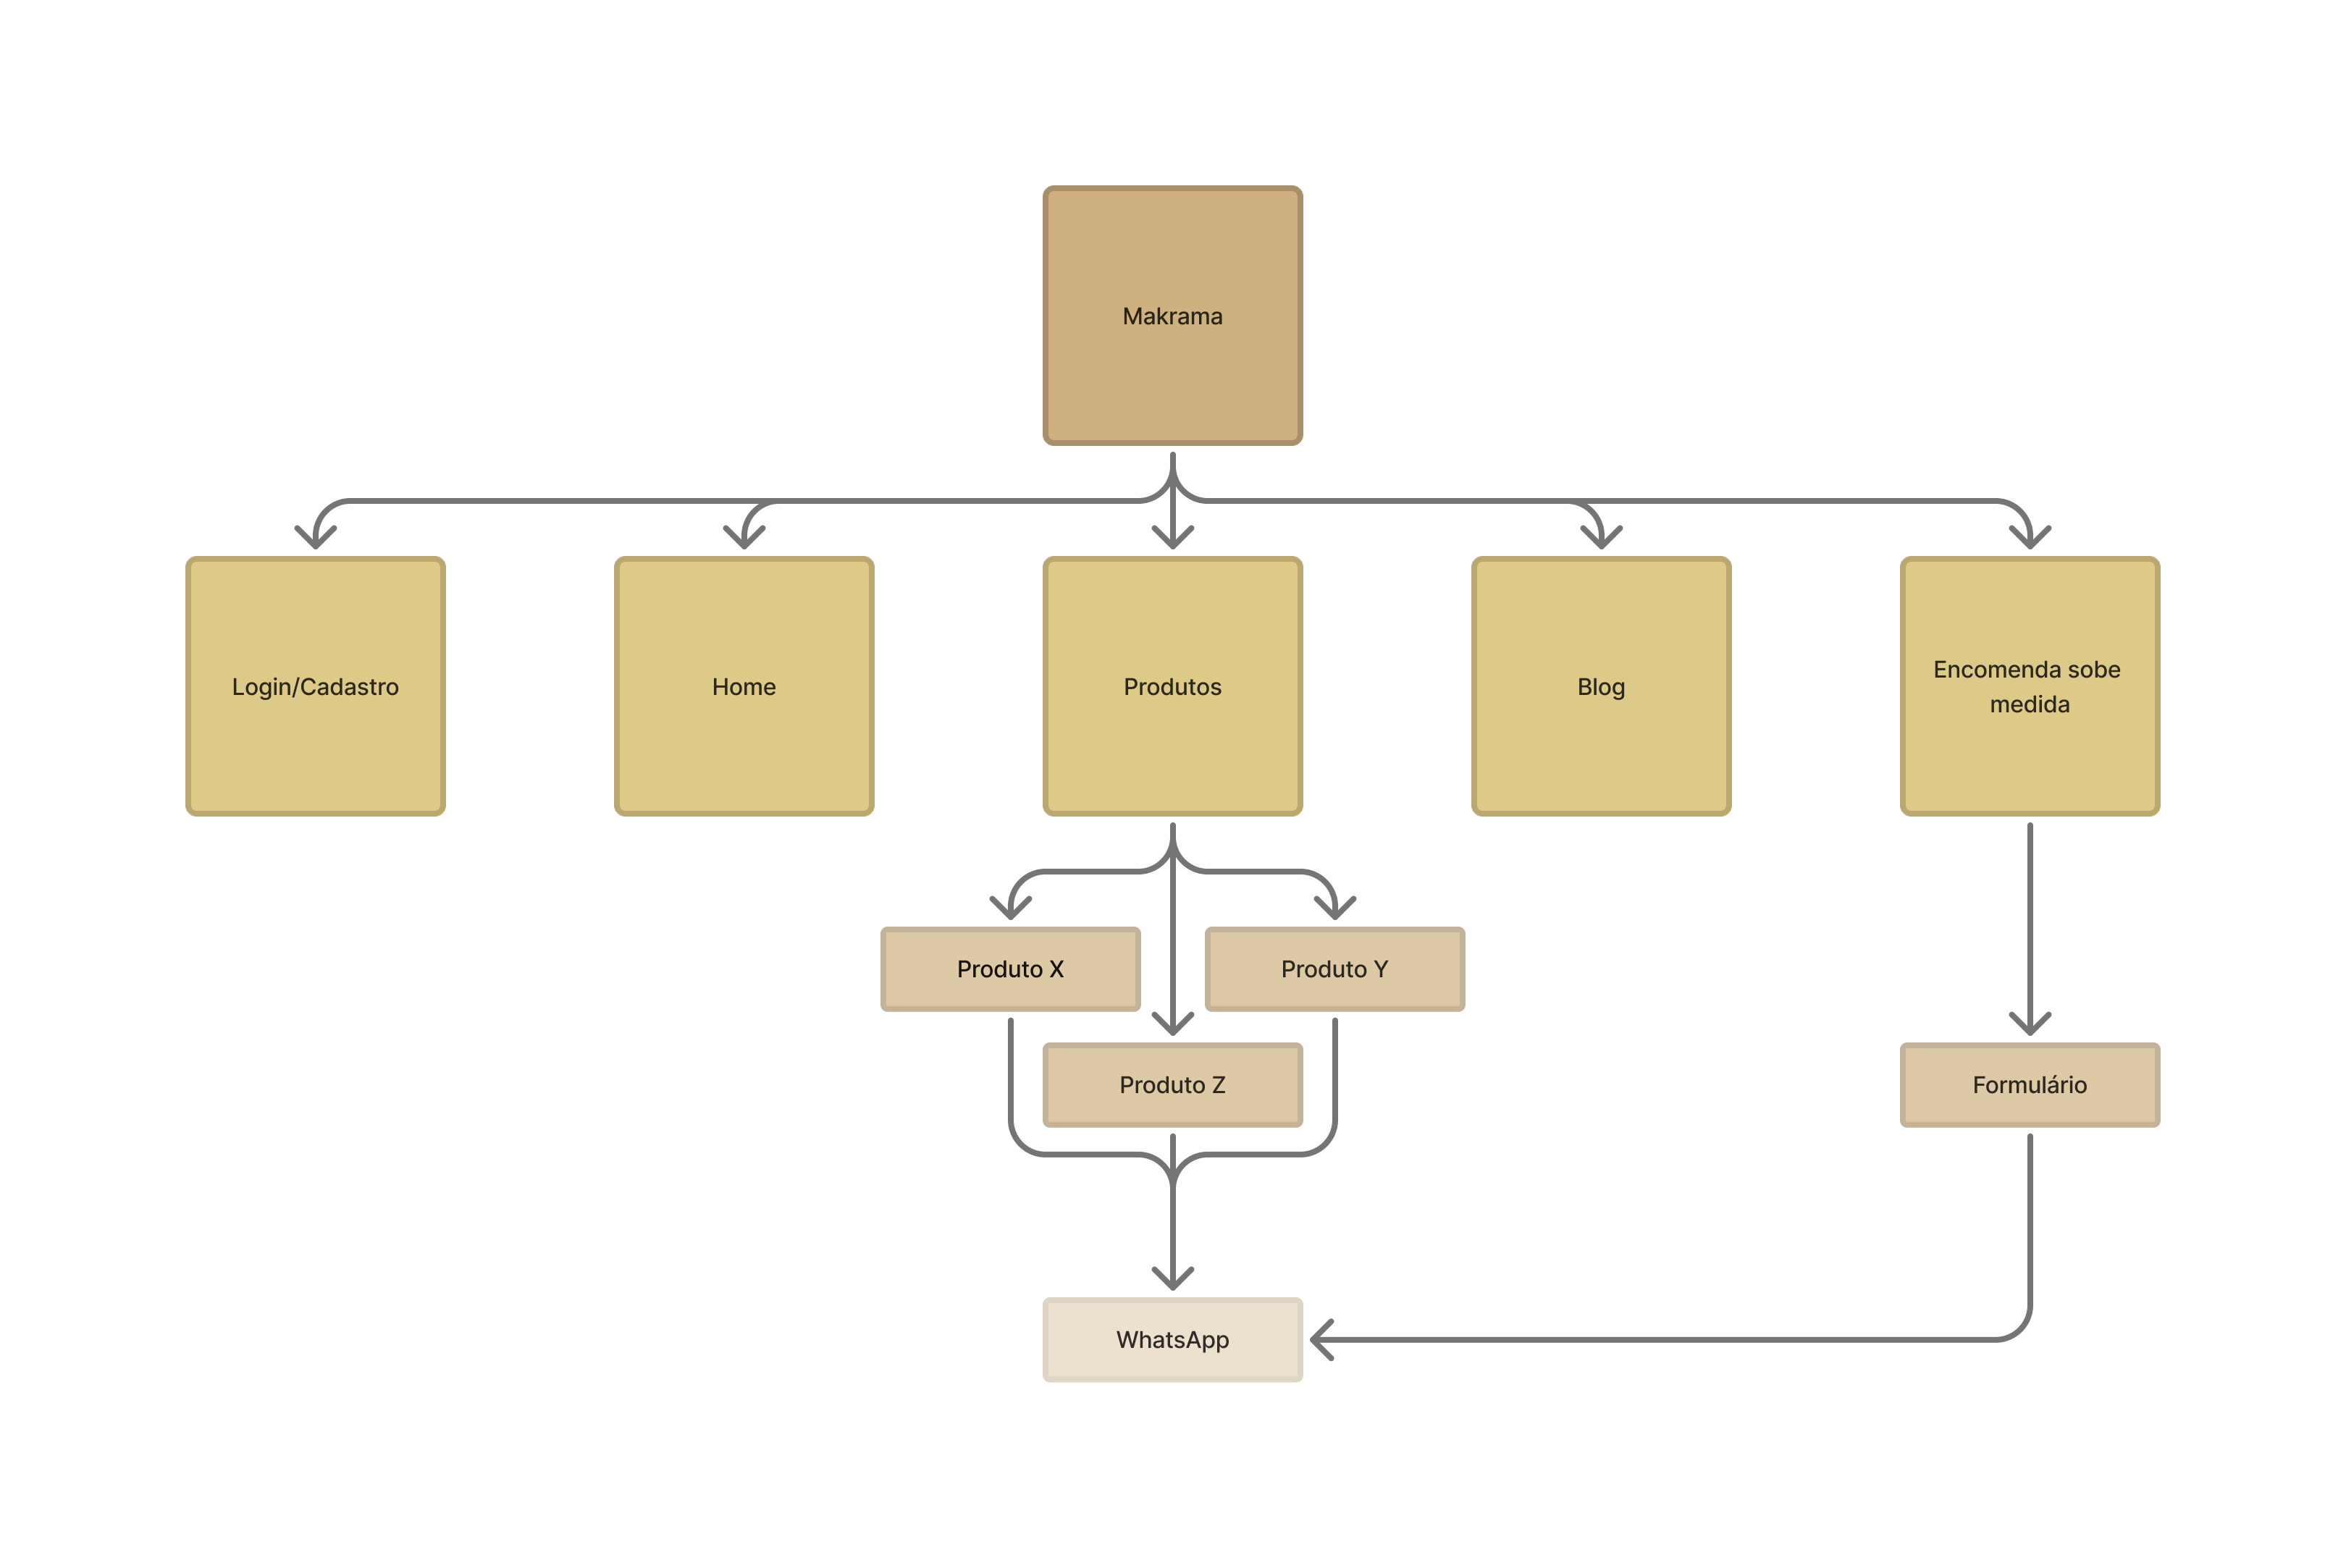 Makrama
Login/Cadastro
Home
Produtos
Blog
Encomenda sobe
medida
Produto X
Produto Y
Produto Z
Formulário
WhatsApp